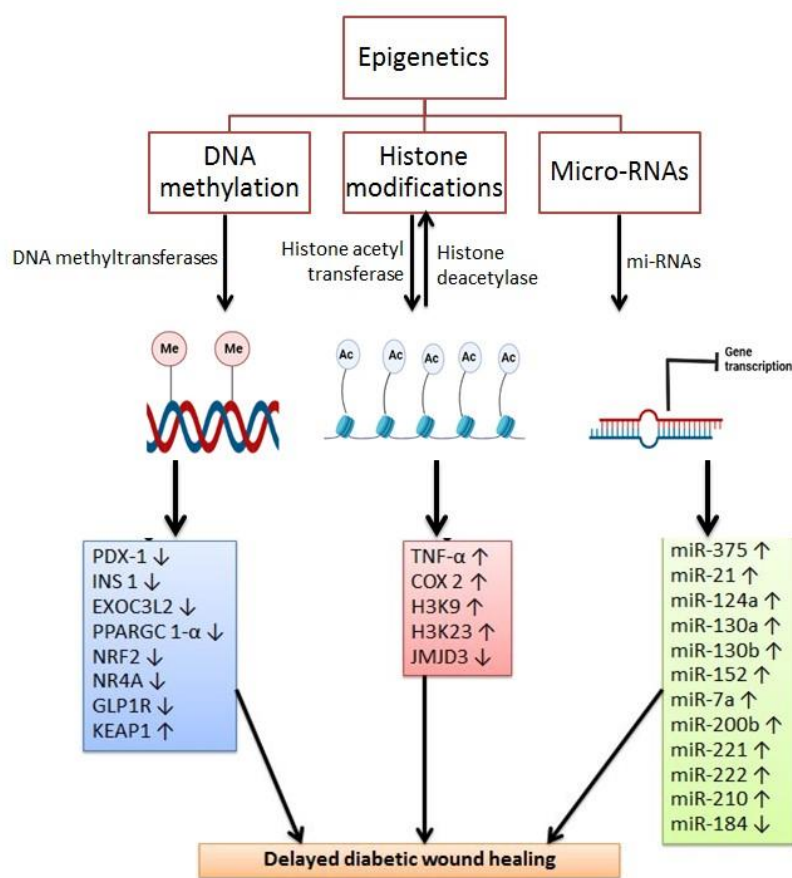 Epigenetics
DNA
methylation
Histone
modifications
Micro-RNAs
DNA methyltransferases
Histone acetyl
transferase
Histone
deacetylase
mi-RNAs
Me
Me
Ac
Ac
Ac
Ac
Ac
Gene
transcription
PDX-1 ↓
INS 1 ↓
EXOC3L2 ↓
PPARGC 1-α ↓
NRF2 ↓
NR4A ↓
GLP1R ↓
KEAP1 ↑
TNF-α ↑
COX 2 ↑
H3K9 ↑
H3K23 ↑
JMJD3 ↓
miR-375 ↑
miR-21 ↑
miR-124a ↑
miR-130a ↑
miR-130b ↑
miR-152 ↑
miR-7a ↑
miR-200b ↑
miR-221 ↑
miR-222 ↑
miR-210 ↑
miR-184 ↓
Delayed diabetic wound healing